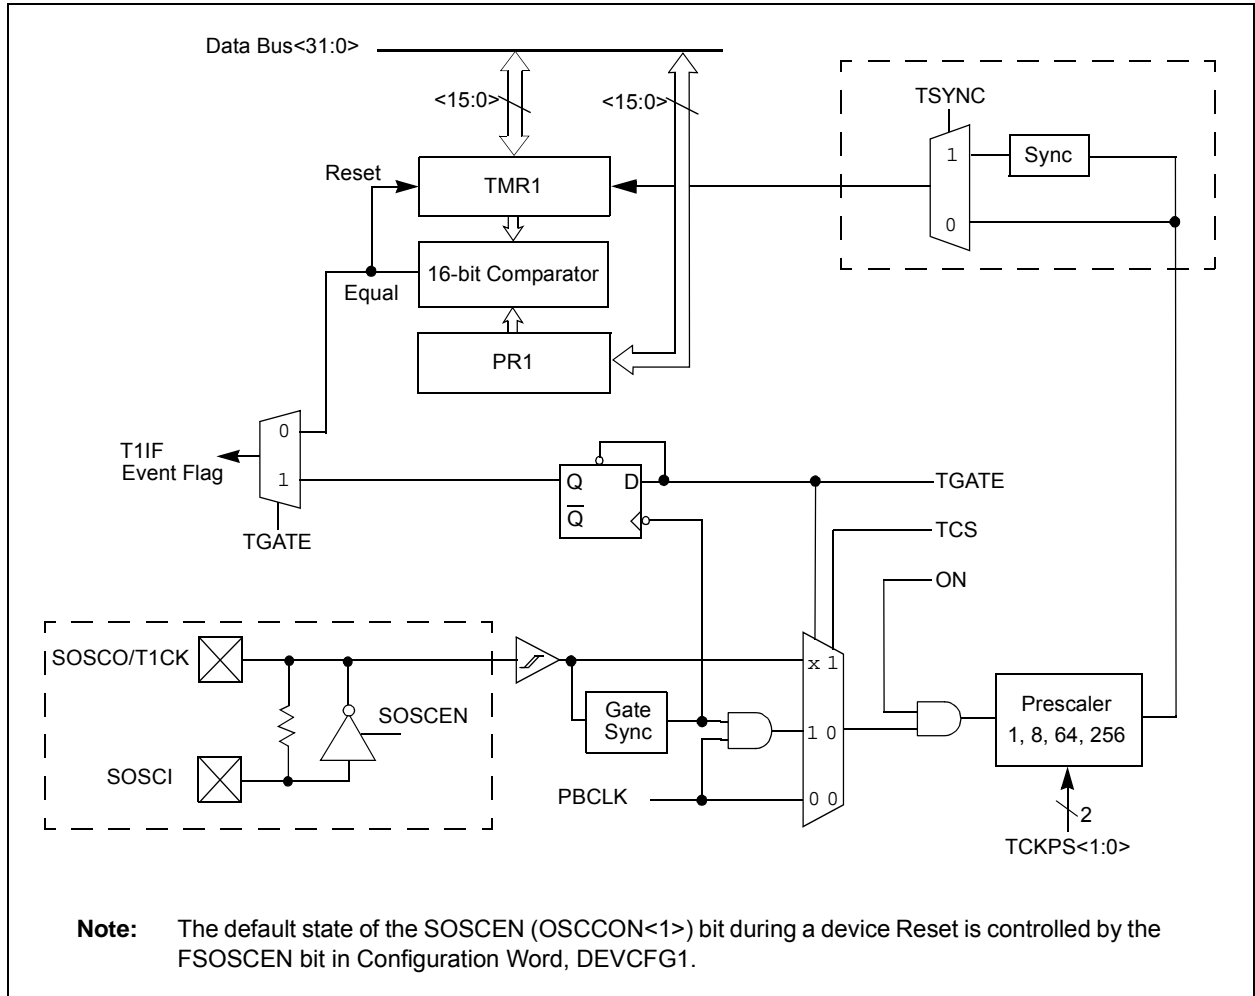 Data Bus<31:0>
<15:0>
<15:0>
TSYNC
1
Sync
Reset
TMR1
0
16-bit Comparator
Equal
PR1
0
T1IF
Event Flag
1
Q D
Q
TGATE
TGATE
TCS
ON
SOSCO/T1CK
x 1
SOSCEN
Gate
Sync
1 0
Prescaler
1, 8, 64, 256
SOSCI
PBCLK
0 0
2
TCKPS<1:0>
Note: The default state of the SOSCEN (OSCCON<1>) bit during a device Reset is controlled by the
FSOSCEN bit in Configuration Word, DEVCFG1.